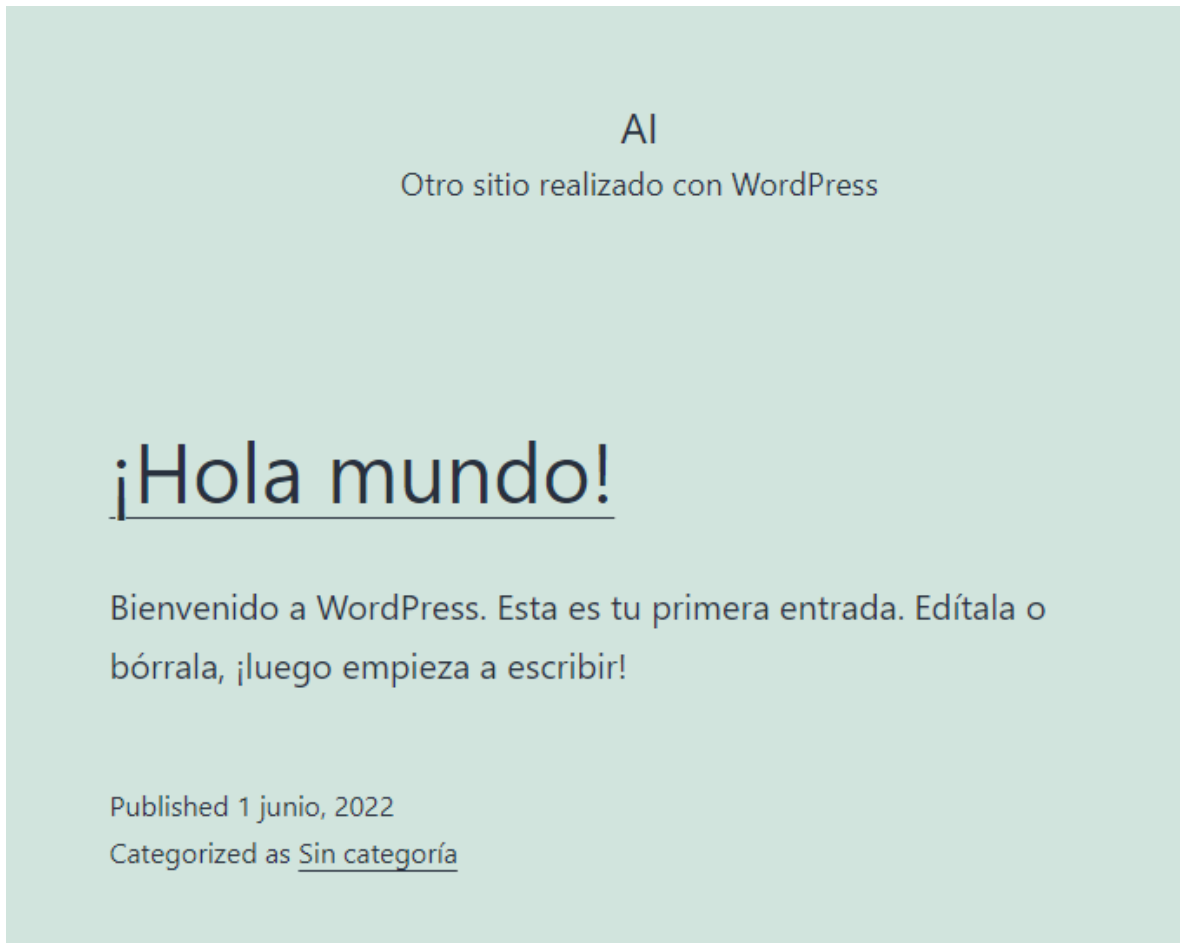 AI
Otro sitio realizado con WordPress
¡Hola mundo!
Bienvenido a WordPress. Esta es tu primera entrada. Edítala o
bórrala, ¡luego empieza a escribir!
Published 1 junio, 2022
Categorized as Sin categoría